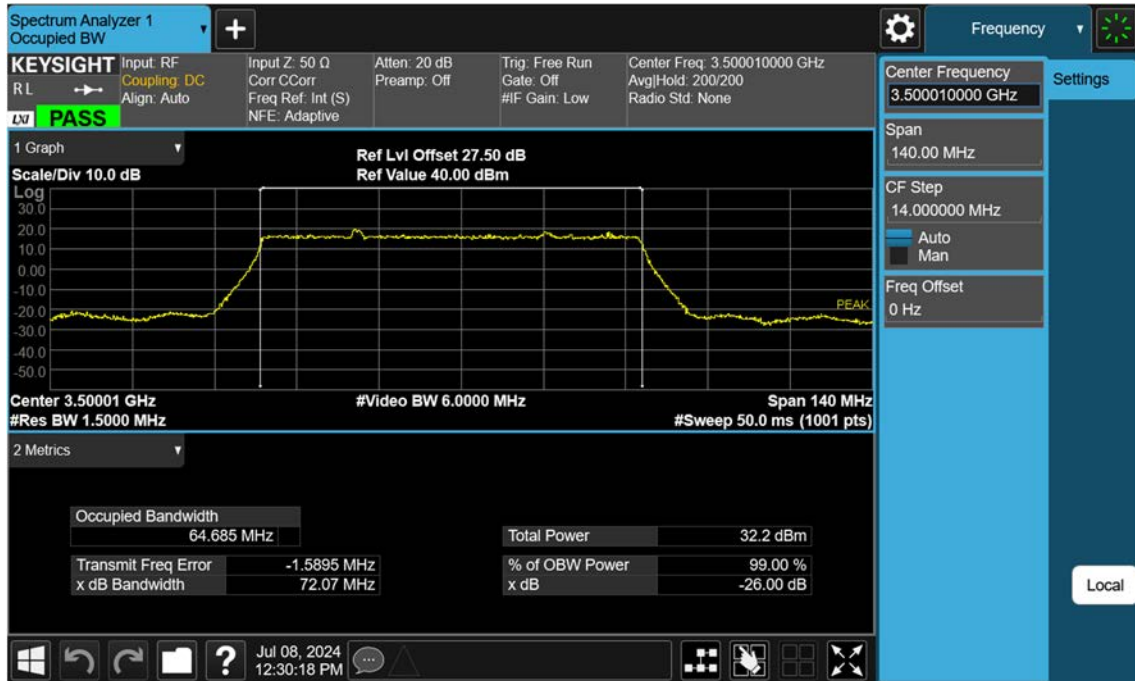 Spectrum Analyzer 1
Occupied BW
+
Frequency
KEYSIGHT
R L
LXI
PASS
Input: RF
Coupling: DC
Align: Auto
Input Z: 50 Ω
Corr CCorr
Freq Ref: Int (S)
NFE: Adaptive
Atten: 20 dB
Preamp: Off
Trig: Free Run
Gate: Off
#IF Gain: Low
Center Freq: 3.500010000 GHz
Avg|Hold: 200/200
Radio Std: None
Center Frequency
3.500010000 GHz
Settings
Span
140.00 MHz
CF Step
14.000000 MHz
Auto
Man
Freq Offset
0 Hz
Local
1 Graph
Scale/Div 10.0 dB
Ref Lvl Offset 27.50 dB
Ref Value 40.00 dBm
Log
30.0
20.0
10.0
0.00
-10.0
-20.0
-30.0
-40.0
-50.0
PEAK
Center 3.50001 GHz
#Video BW 6.0000 MHz
Span 140 MHz
#Res BW 1.5000 MHz
#Sweep 50.0 ms (1001 pts)
2 Metrics
Occupied Bandwidth
64.685 MHz
Total Power 32.2 dBm
Transmit Freq Error -1.5895 MHz
% of OBW Power 99.00 %
x dB Bandwidth 72.07 MHz
x dB -26.00 dB
?
Jul 08, 2024
12:30:18 PM